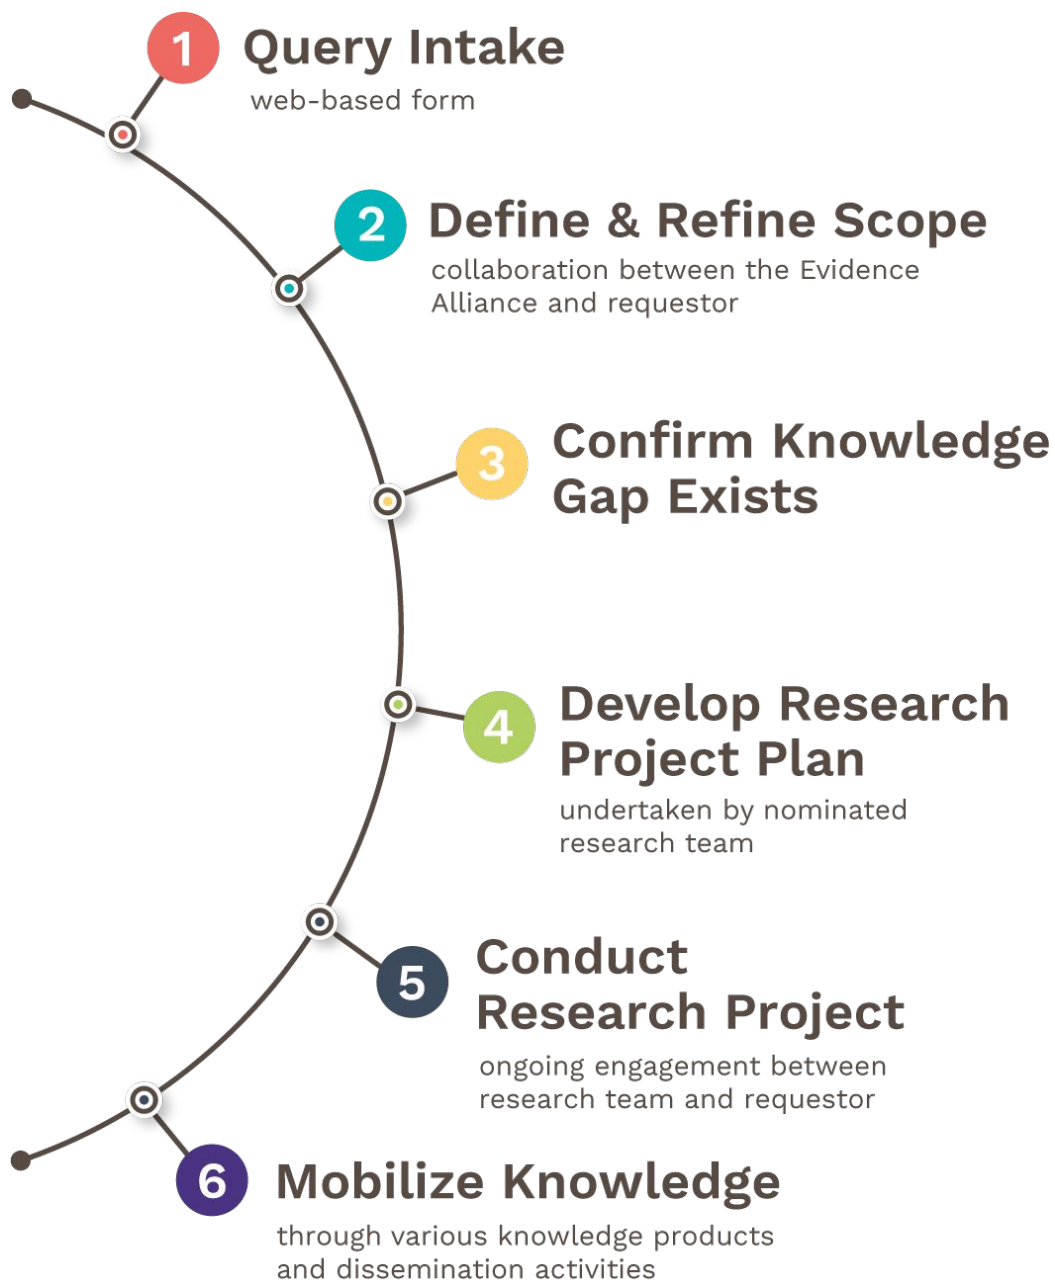 1
Query Intake
web-based form
2
Define & Refine Scope
collaboration between the Evidence
Alliance and requestor
3
Confirm Knowledge
Gap Exists
4
Develop Research
Project Plan
undertaken by nominated
research team
5
Conduct
Research Project
ongoing engagement between
research team and requestor
6
Mobilize Knowledge
through various knowledge products
and dissemination activities